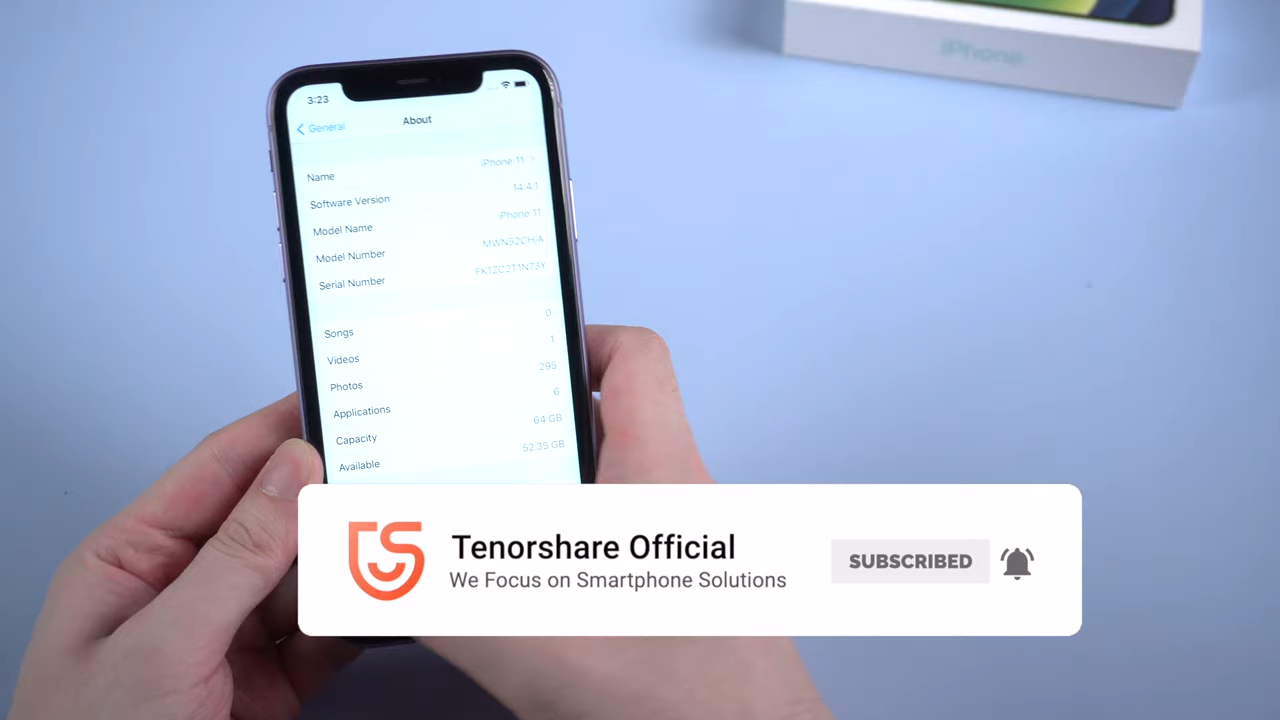 iPhone
3:23
General
About
Name
iPhone 11
Software Version
14.4.1
Model Name
iPhone 11
Model Number
MWN52CH/A
Serial Number
Songs
0
Videos
1
Photos
295
Applications
6
Capacity
64 GB
Available
52.35 GB
Tenorshare Official
We Focus on Smartphone Solutions
SUBSCRIBED